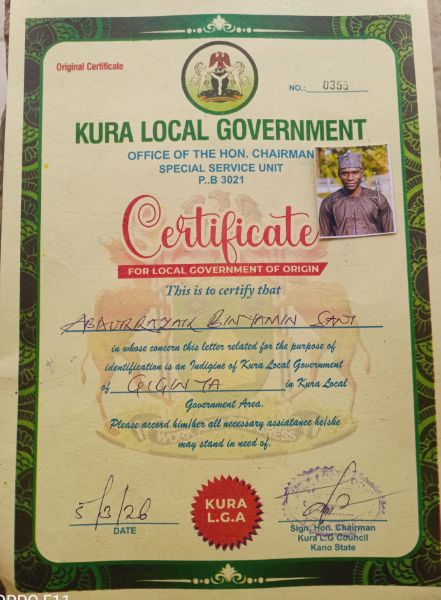 Original Certificate
NO.: 0355
KURA LOCAL GOVERNMENT
OFFICE OF THE HON. CHAIRMAN
SPECIAL SERVICE UNIT
P..B 3021
Certificate
FOR LOCAL GOVERNMENT OF ORIGIN
This is to certify that
ABDURRAZAK BINYAMIN SANI
in whose concern this letter related for the purpose of
identification is an Indigine of Kura Local Government
of GIGINYA in Kura Local
Government Area.
Please accord him/her all necessary assiatance he/she
may stand in need of.
5/3/26
DATE
KURA
L.G.A
Sign: Hon. Chairman
Kura L.G Council
Kano State